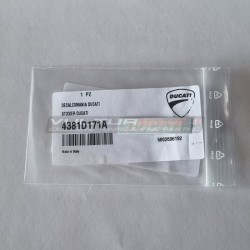 1 PZ
DUCATI
DECALCOMANIA DUCATI
STICKER DUCATI
43810171A
Made in Italy